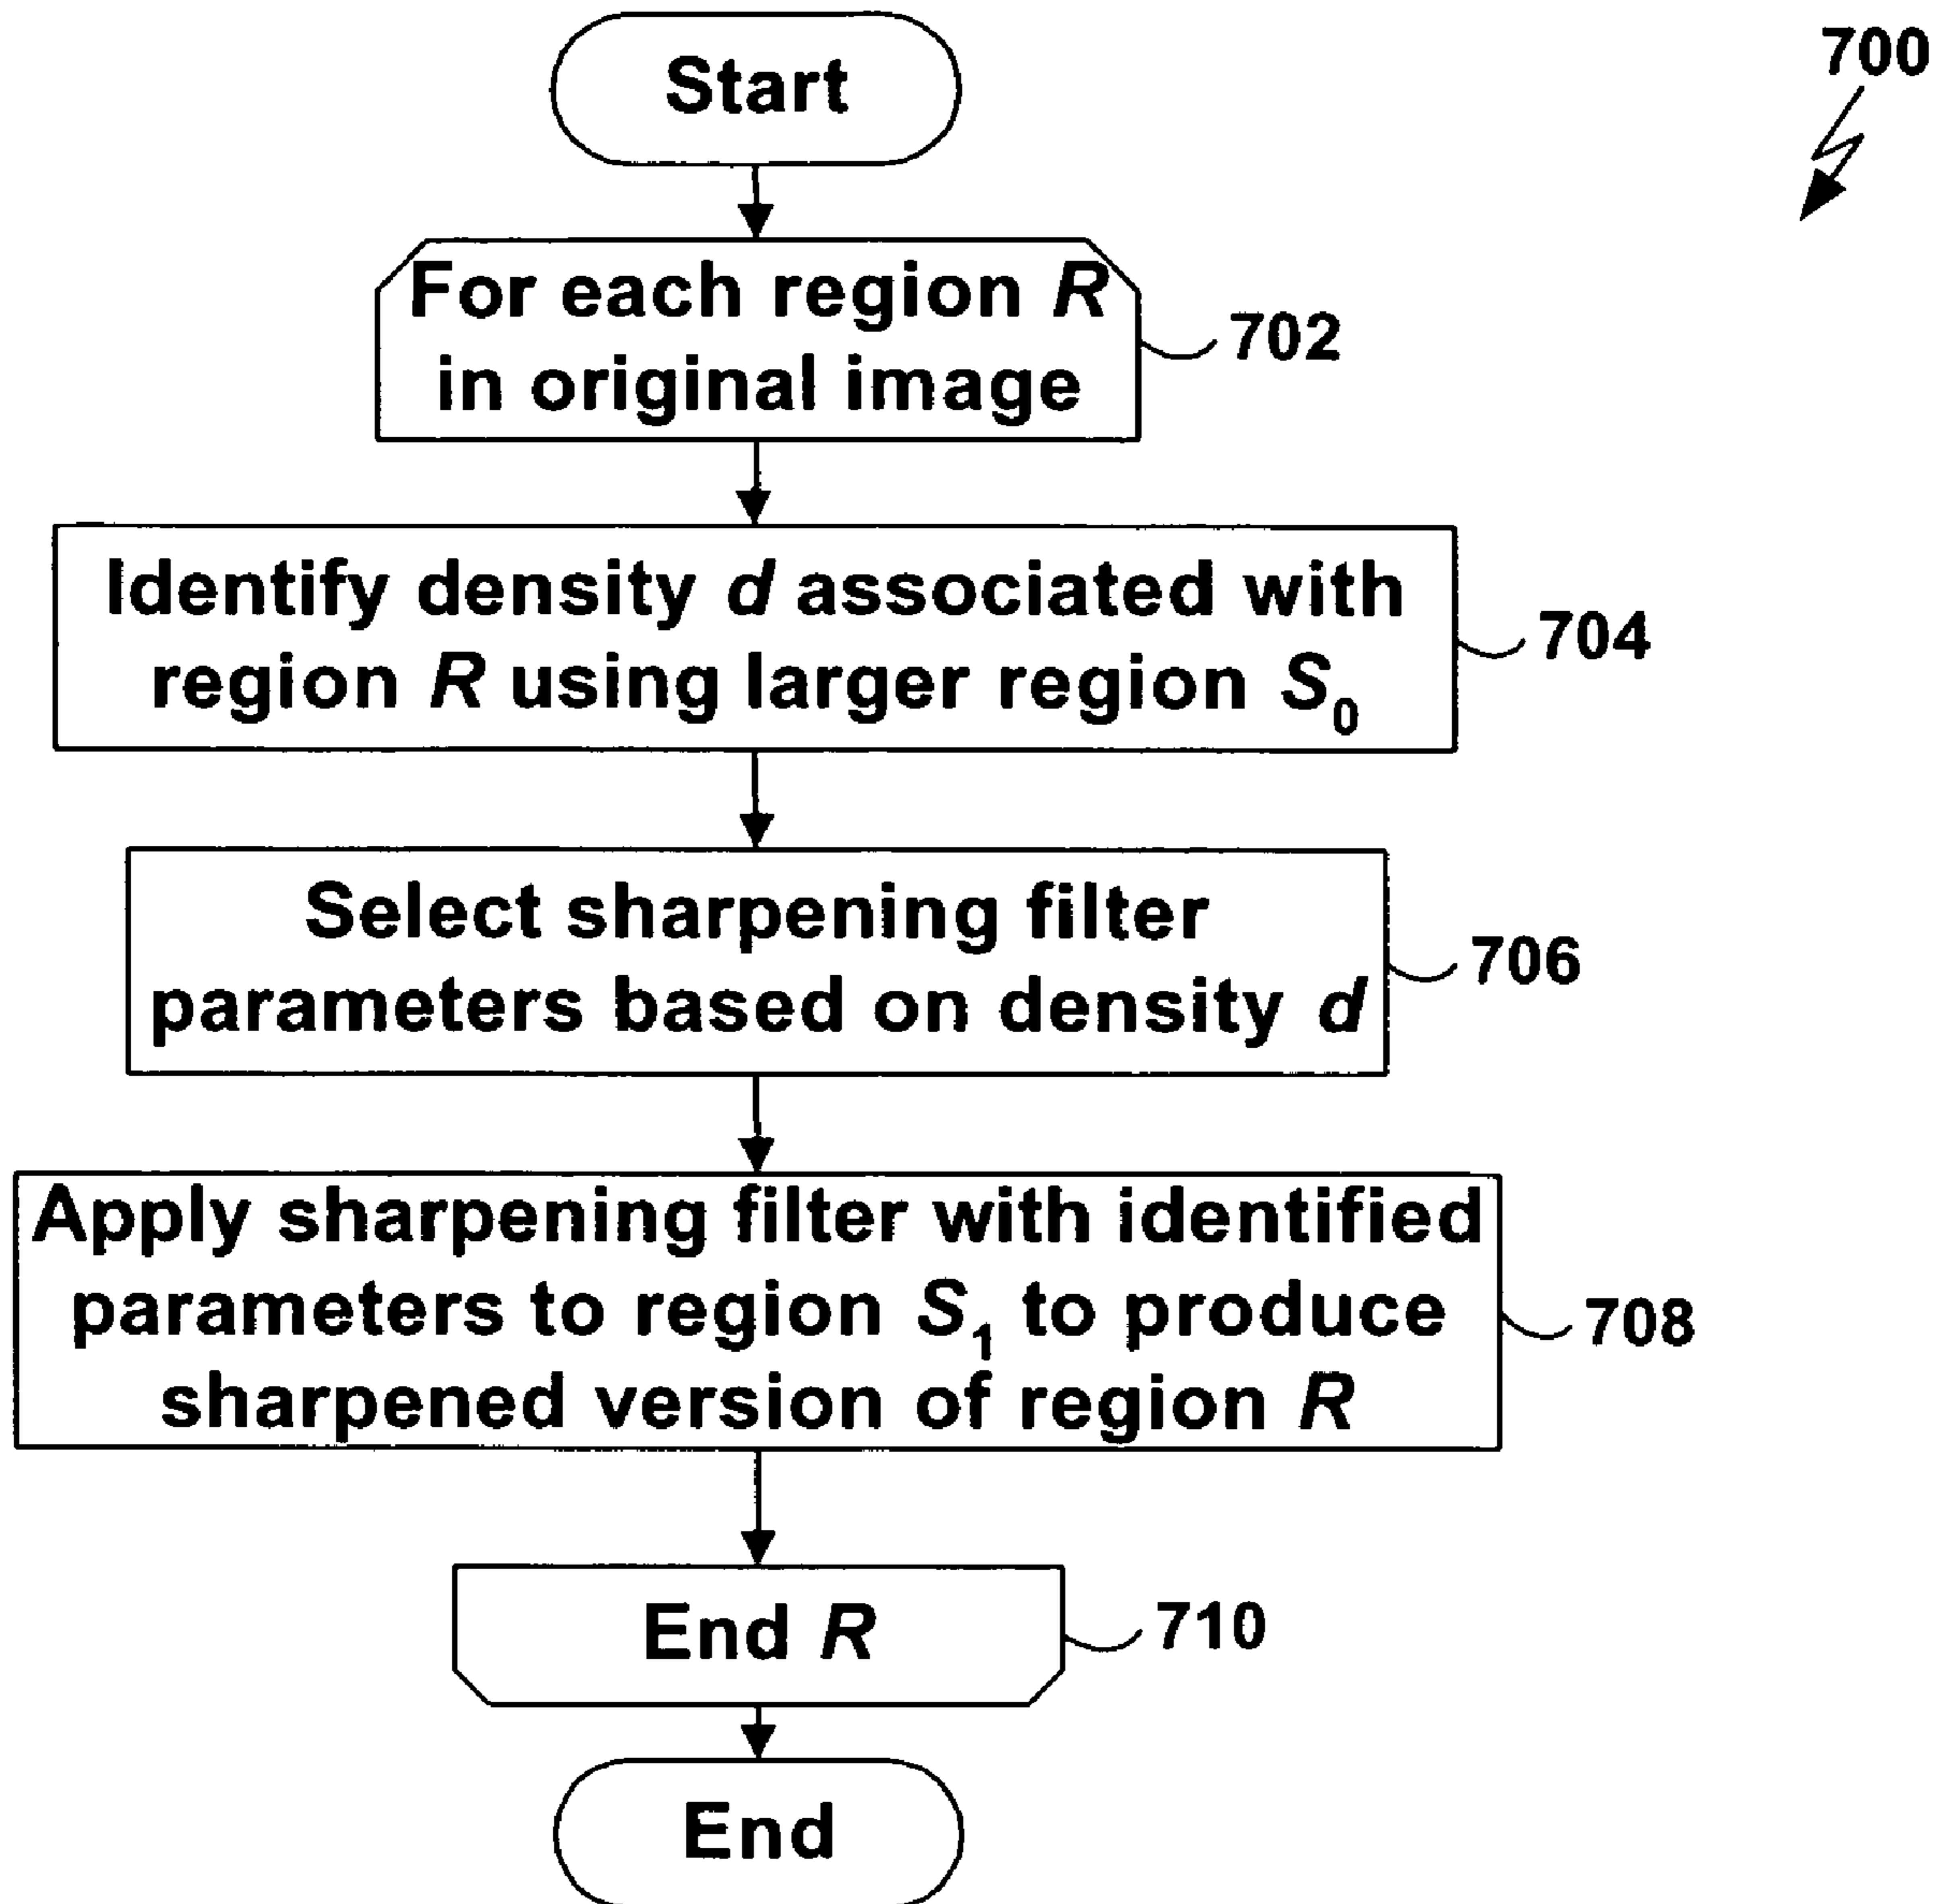 Start
700
For each region R
in original image
702
Identify density d associated with
region R using larger region S₀
704
Select sharpening filter
parameters based on density d
706
Apply sharpening filter with identified
parameters to region S₁ to produce
sharpened version of region R
708
End R
710
End